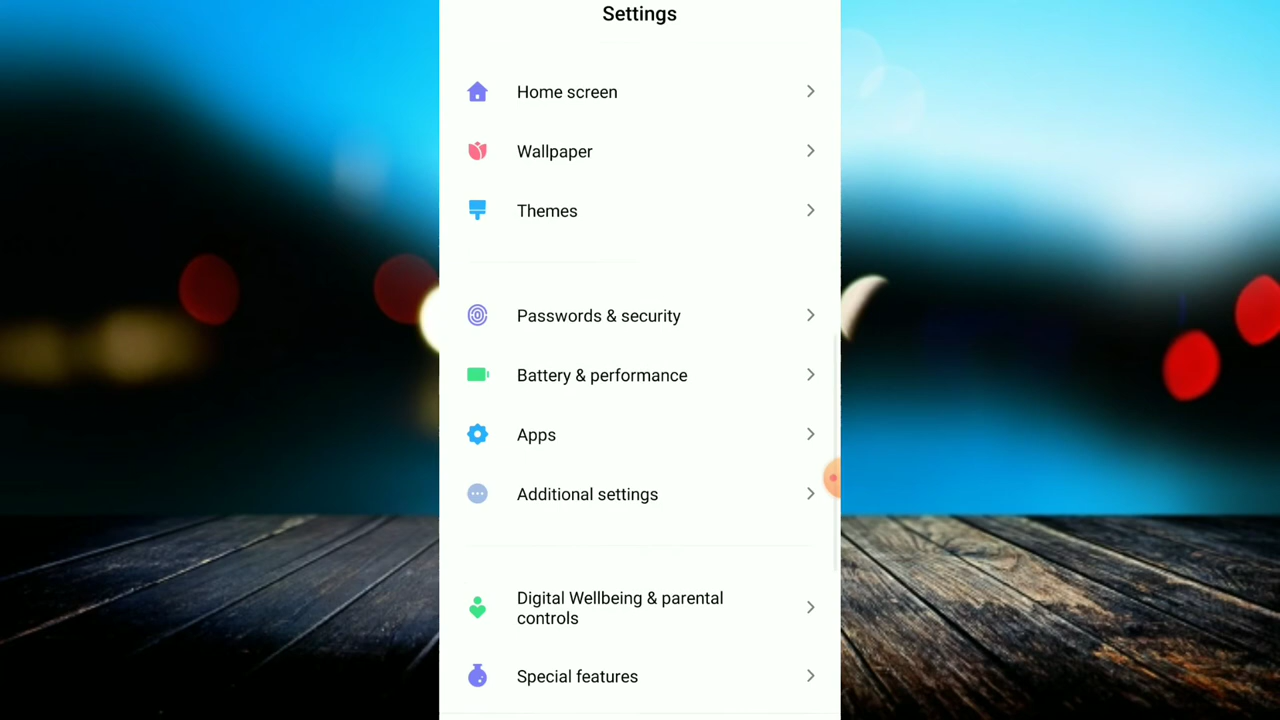 Settings
Home screen
Wallpaper
Themes
Passwords & security
Battery & performance
Apps
Additional settings
Digital Wellbeing & parental
controls
Special features